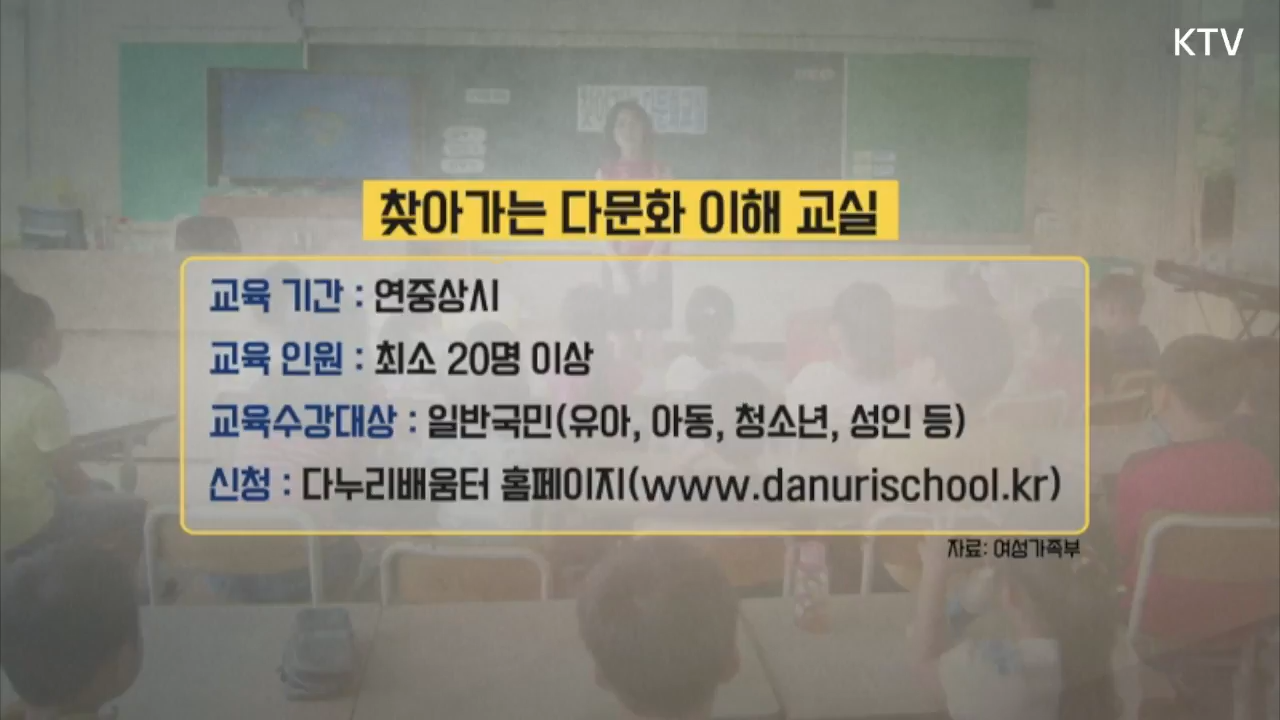 KTV
찾아가는 다문화 이해 교실
교육 기간 : 연중상시
교육 인원 : 최소 20명 이상
교육수강대상 : 일반국민(유아, 아동, 청소년, 성인 등)
신청 : 다누리배움터 홈페이지(www.danurischool.kr)
자료: 여성가족부